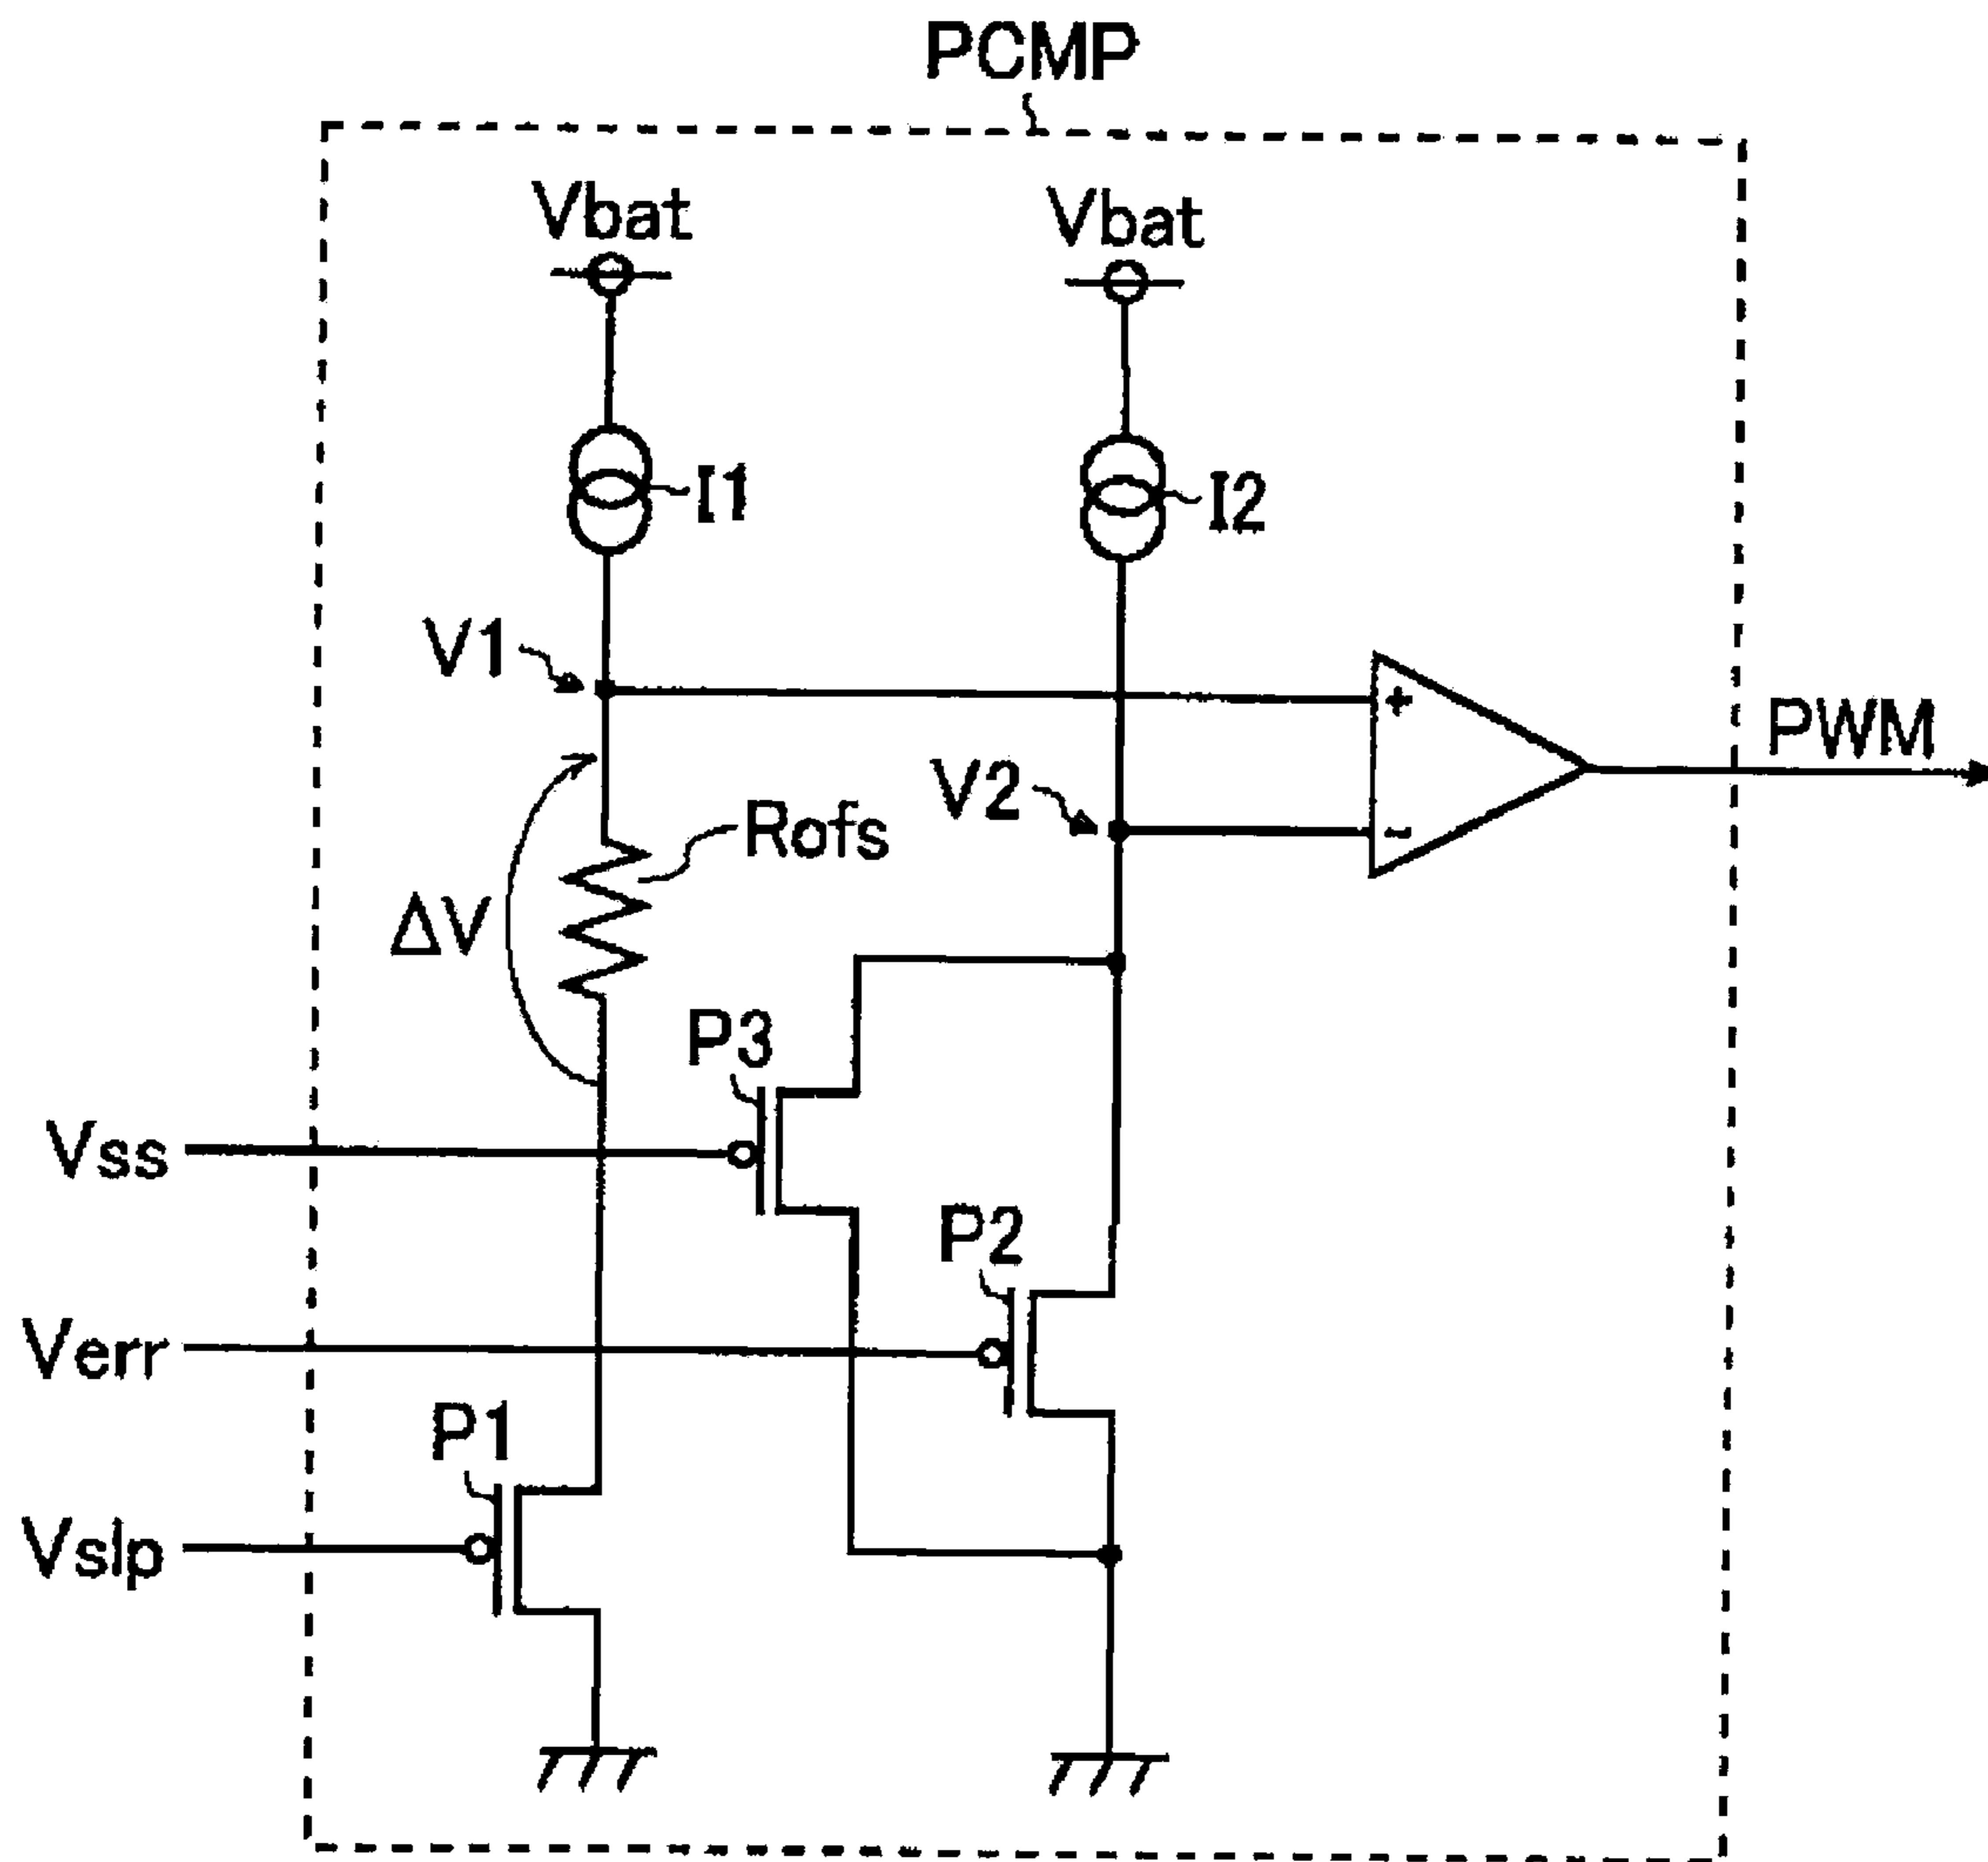 PCMP
Vbat
Vbat
I1
I2
V1
+
PWM
V2
-
Rofs
ΔV
P3
Vss
P2
Verr
P1
Vslp